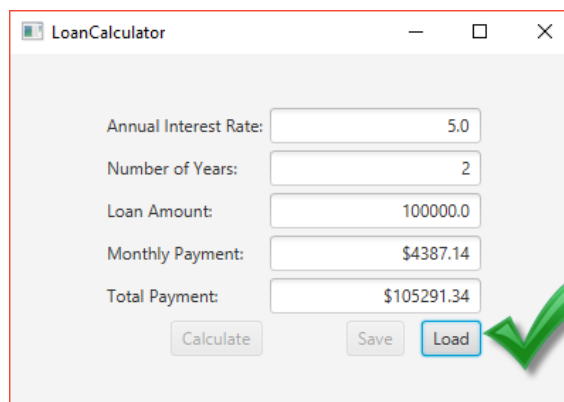 LoanCalculator
Annual Interest Rate: 5.0
Number of Years: 2
Loan Amount: 100000.0
Monthly Payment: $4387.14
Total Payment: $105291.34
Calculate Save Load